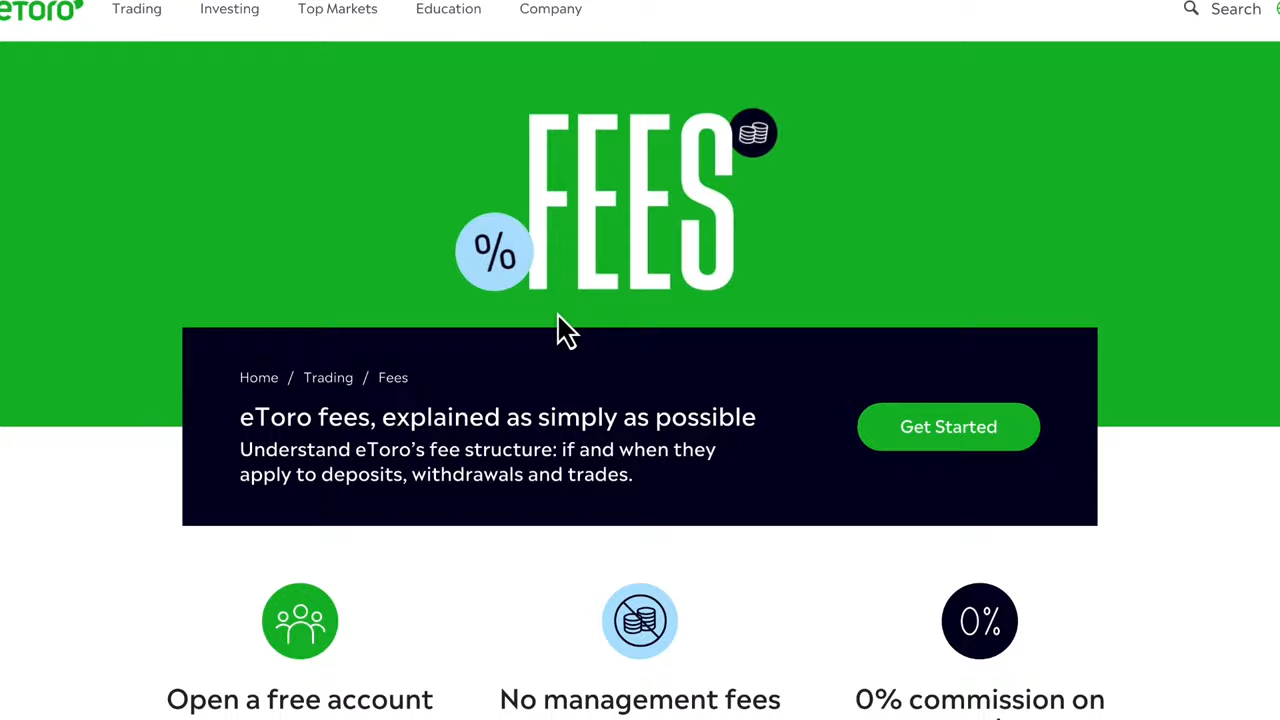 eToro
Trading
Investing
Top Markets
Education
Company
Search
FEES
%
Home / Trading / Fees
eToro fees, explained as simply as possible
Understand eToro's fee structure: if and when they
apply to deposits, withdrawals and trades.
Get Started
0%
Open a free account
No management fees
0% commission on